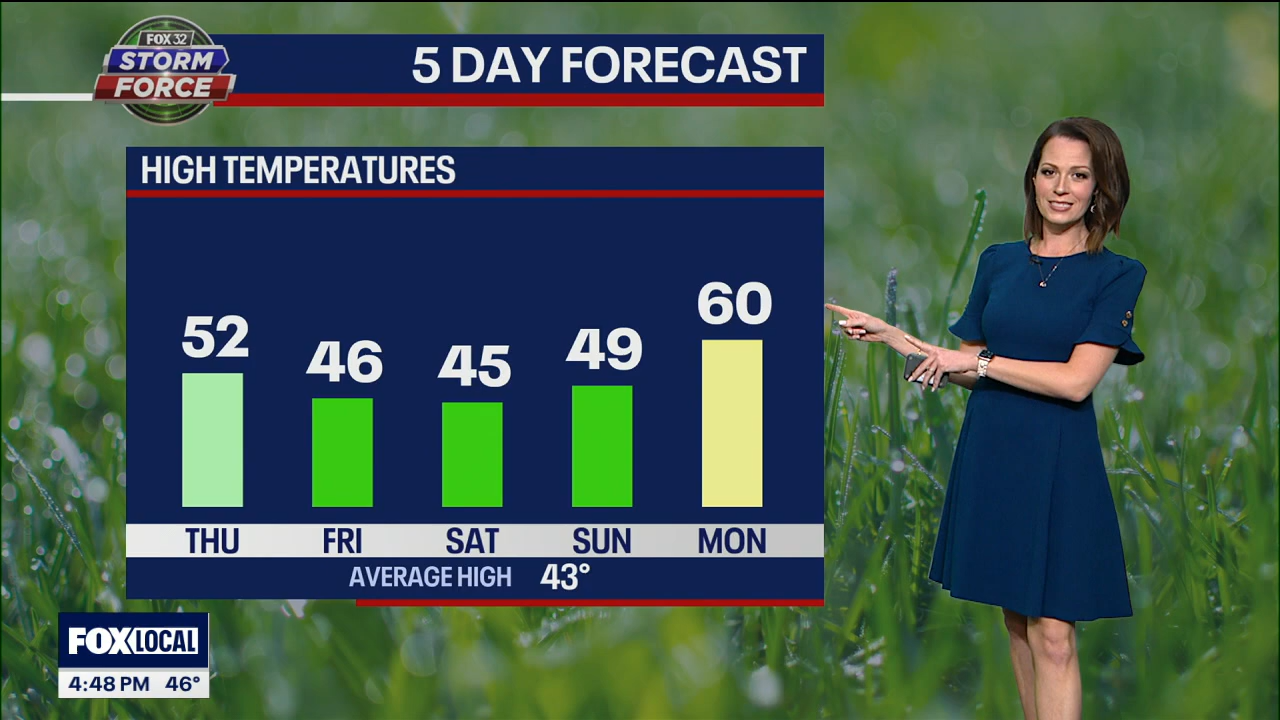 FOX 32
STORM
FORCE
5 DAY FORECAST
HIGH TEMPERATURES
52 46 45 49 60
THU FRI SAT SUN MON
AVERAGE HIGH 43°
FOX LOCAL
4:48 PM 46°